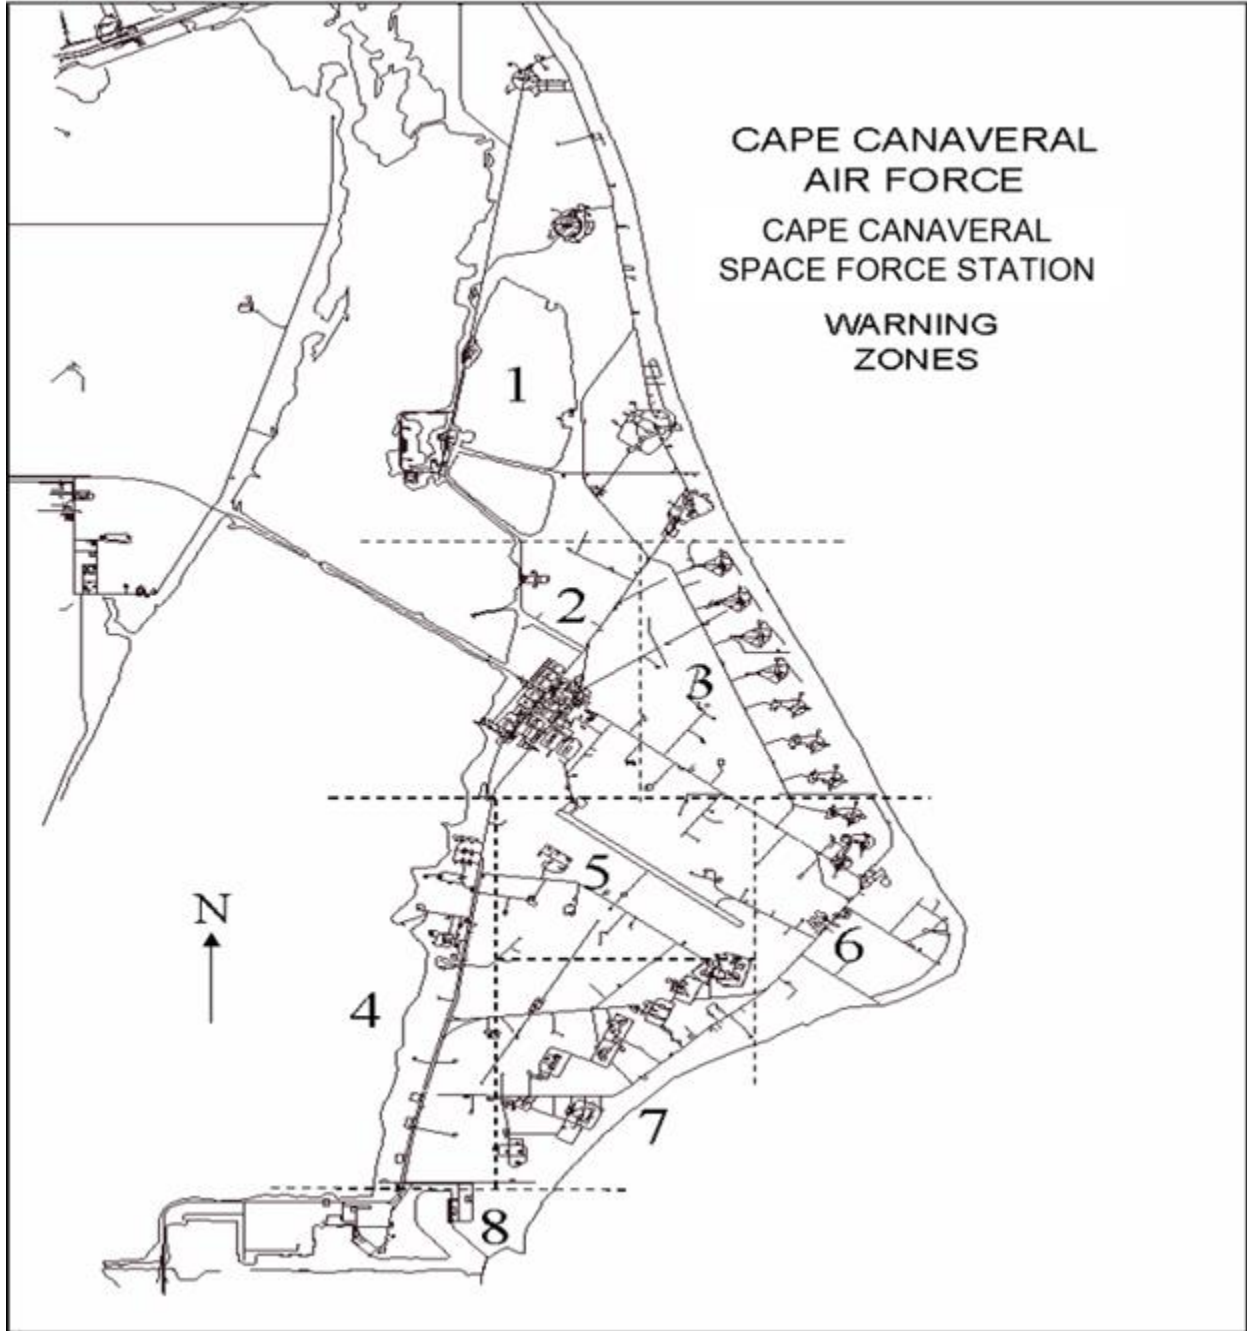 CAPE CANAVERAL
AIR FORCE
CAPE CANAVERAL
SPACE FORCE STATION
WARNING
ZONES
1
2
3
5
6
N
4
7
8